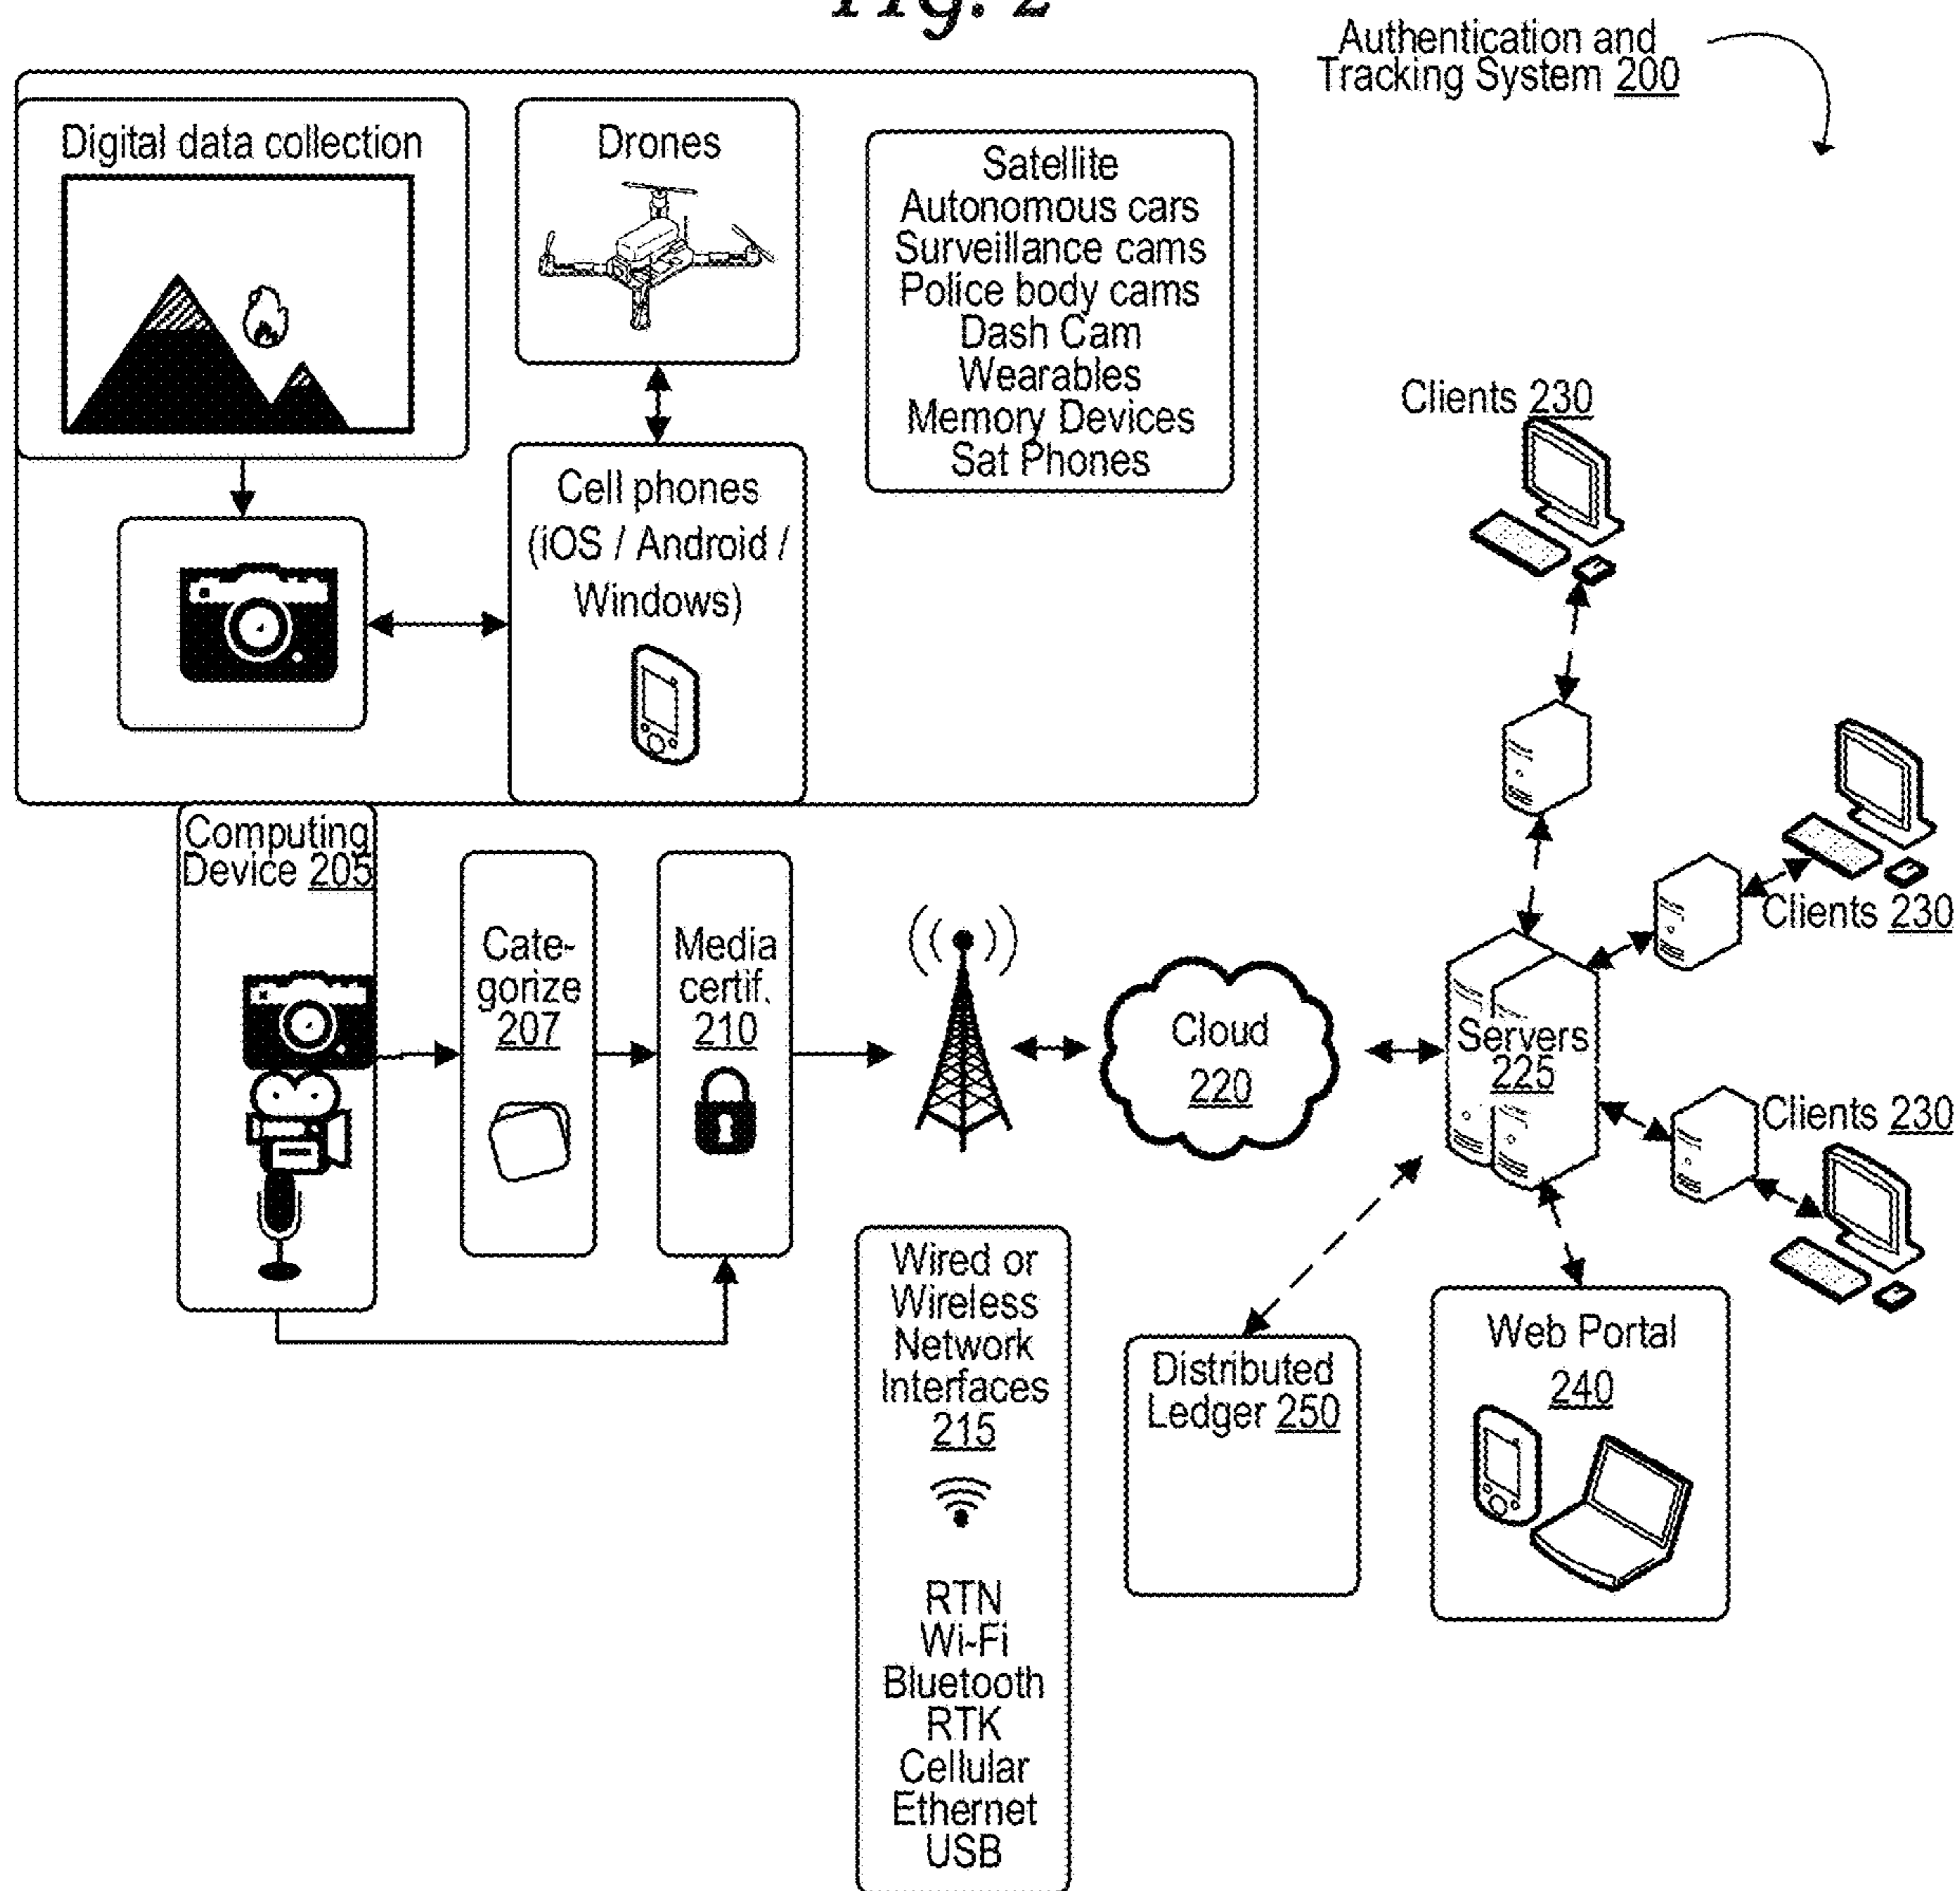 Fig. 2
Authentication and
Tracking System 200
Digital data collection
Drones
Satellite
Autonomous cars
Surveillance cams
Police body cams
Dash Cam
Wearables
Memory Devices
Sat Phones
Cell phones
(iOS / Android /
Windows)
Clients 230
Computing
Device 205
Cate-
gorize
207
Media
certif.
210
Cloud
220
Servers
225
Clients 230
Clients 230
Wired or
Wireless
Network
Interfaces
215
RTN
Wi-Fi
Bluetooth
RTK
Cellular
Ethernet
USB
Distributed
Ledger 250
Web Portal
240